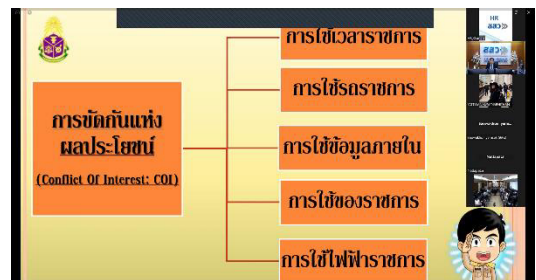 การขัดกันแห่ง
ผลประโยชน์
(Conflict Of Interest: COI)
การใช้เวลาราชการ
การใช้รถราชการ
การใช้ข้อมูลภายใน
การใช้ของราชการ
การใช้ไฟฟ้าราชการ
HR
สสว